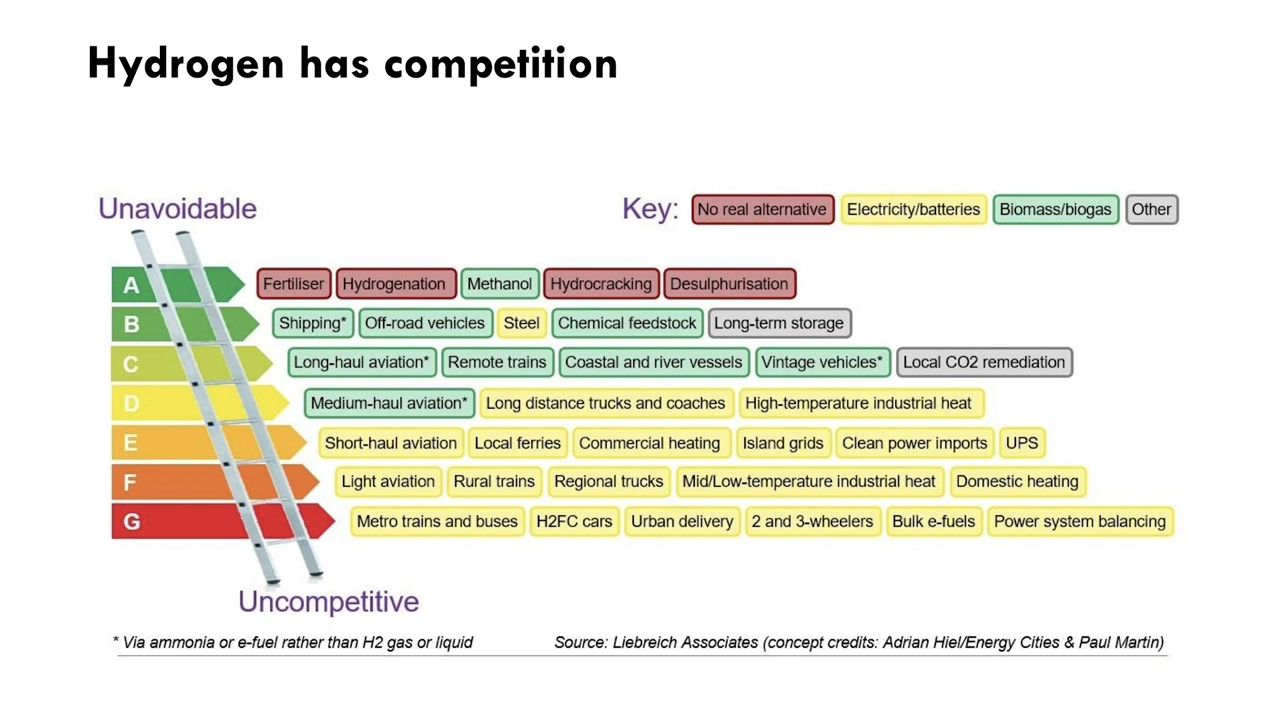 Hydrogen has competition
Unavoidable
Key: No real alternative Electricity/batteries Biomass/biogas Other
A Fertiliser Hydrogenation Methanol Hydrocracking Desulphurisation
B Shipping* Off-road vehicles Steel Chemical feedstock Long-term storage
C Long-haul aviation* Remote trains Coastal and river vessels Vintage vehicles* Local CO2 remediation
D Medium-haul aviation* Long distance trucks and coaches High-temperature industrial heat
E Short-haul aviation Local ferries Commercial heating Island grids Clean power imports UPS
F Light aviation Rural trains Regional trucks Mid/Low-temperature industrial heat Domestic heating
G Metro trains and buses H2FC cars Urban delivery 2 and 3-wheelers Bulk e-fuels Power system balancing
Uncompetitive
* Via ammonia or e-fuel rather than H2 gas or liquid Source: Liebreich Associates (concept credits: Adrian Hiel/Energy Cities & Paul Martin)